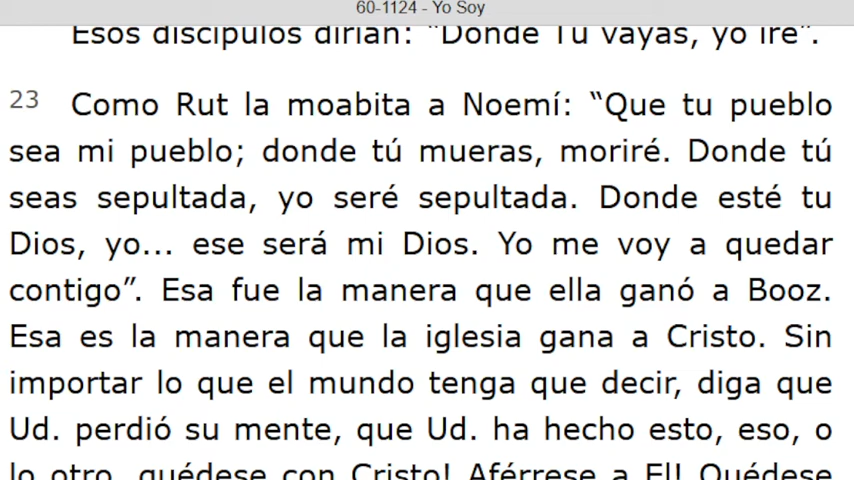 60-1124 - Yo Soy
Esos discípulos dirían: “Donde Tú vayas, yo iré”.
23 Como Rut la moabita a Noemí: “Que tu pueblo
sea mi pueblo; donde tú mueras, moriré. Donde tú
seas sepultada, yo seré sepultada. Donde esté tu
Dios, yo... ese será mi Dios. Yo me voy a quedar
contigo”. Esa fue la manera que ella ganó a Booz.
Esa es la manera que la iglesia gana a Cristo. Sin
importar lo que el mundo tenga que decir, diga que
Ud. perdió su mente, que Ud. ha hecho esto, eso, o
lo otro, quédese con Cristo! Aférrese a El! Quédese